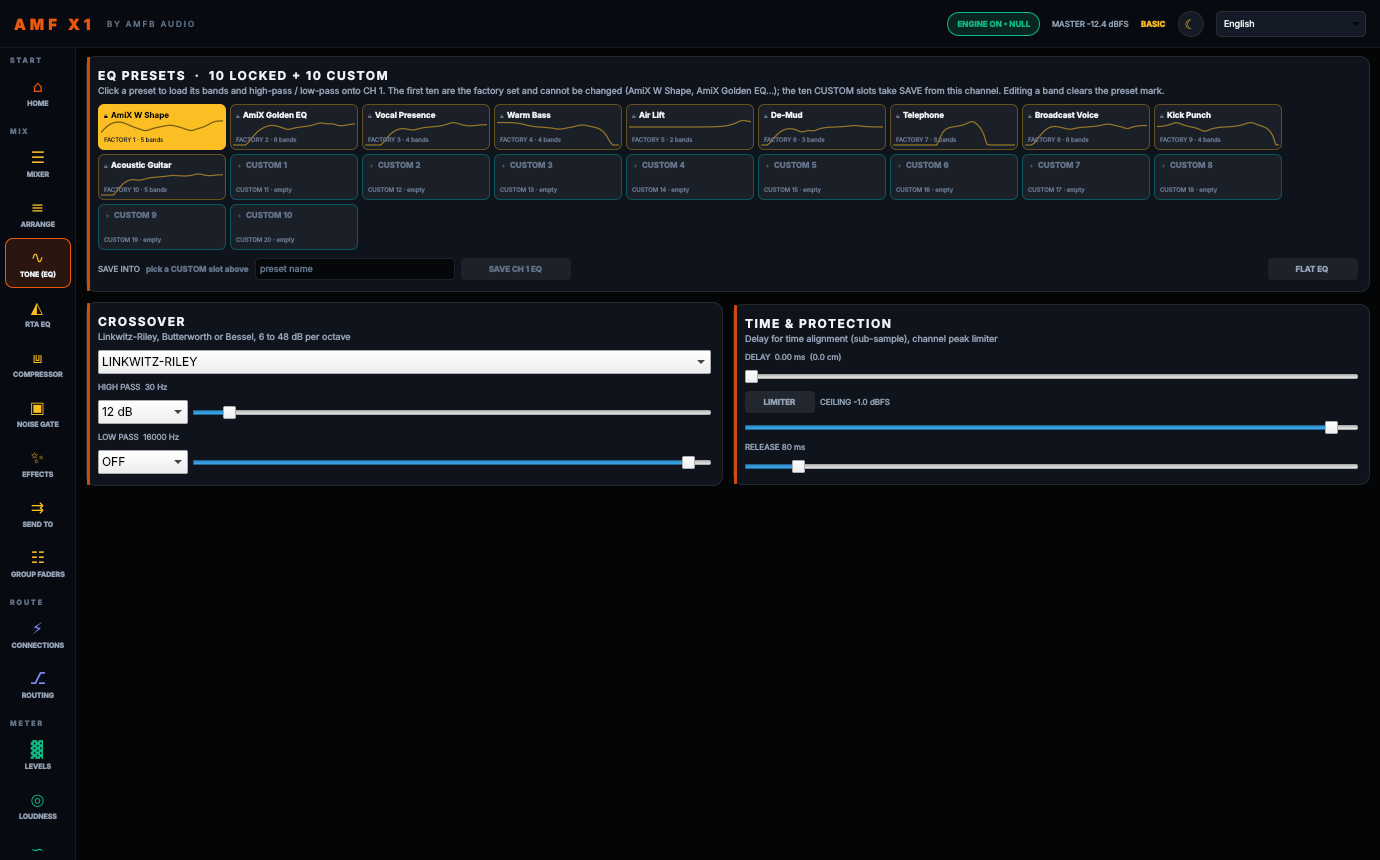 AMF X1 BY AMFB AUDIO
ENGINE ON • NULL MASTER -12.4 dBFS BASIC English
START
HOME
MIX
MIXER
ARRANGE
TONE (EQ)
RTA EQ
COMPRESSOR
NOISE GATE
EFFECTS
SEND TO
GROUP FADERS
ROUTE
CONNECTIONS
ROUTING
METER
LEVELS
LOUDNESS
EQ PRESETS · 10 LOCKED + 10 CUSTOM
Click a preset to load its bands and high-pass / low-pass onto CH 1. The first ten are the factory set and cannot be changed (AmiX W Shape, AmiX Golden EQ...); the ten CUSTOM slots take SAVE from this channel. Editing a band clears the preset mark.
AmiX W Shape
FACTORY 1 · 5 bands
AmiX Golden EQ
FACTORY 2 · 6 bands
Vocal Presence
FACTORY 3 · 4 bands
Warm Bass
FACTORY 4 · 4 bands
Air Lift
FACTORY 5 · 2 bands
De-Mud
FACTORY 6 · 3 bands
Telephone
FACTORY 7 · 3 bands
Broadcast Voice
FACTORY 8 · 6 bands
Kick Punch
FACTORY 9 · 4 bands
Acoustic Guitar
FACTORY 10 · 5 bands
+ CUSTOM 1
CUSTOM 11 · empty
+ CUSTOM 2
CUSTOM 12 · empty
+ CUSTOM 3
CUSTOM 13 · empty
+ CUSTOM 4
CUSTOM 14 · empty
+ CUSTOM 5
CUSTOM 15 · empty
+ CUSTOM 6
CUSTOM 16 · empty
+ CUSTOM 7
CUSTOM 17 · empty
+ CUSTOM 8
CUSTOM 18 · empty
+ CUSTOM 9
CUSTOM 19 · empty
+ CUSTOM 10
CUSTOM 20 · empty
SAVE INTO pick a CUSTOM slot above preset name SAVE CH 1 EQ FLAT EQ
CROSSOVER
Linkwitz-Riley, Butterworth or Bessel, 6 to 48 dB per octave
LINKWITZ-RILEY
HIGH PASS 30 Hz
12 dB
LOW PASS 16000 Hz
OFF
TIME & PROTECTION
Delay for time alignment (sub-sample), channel peak limiter
DELAY 0.00 ms (0.0 cm)
LIMITER CEILING -1.0 dBFS
RELEASE 80 ms